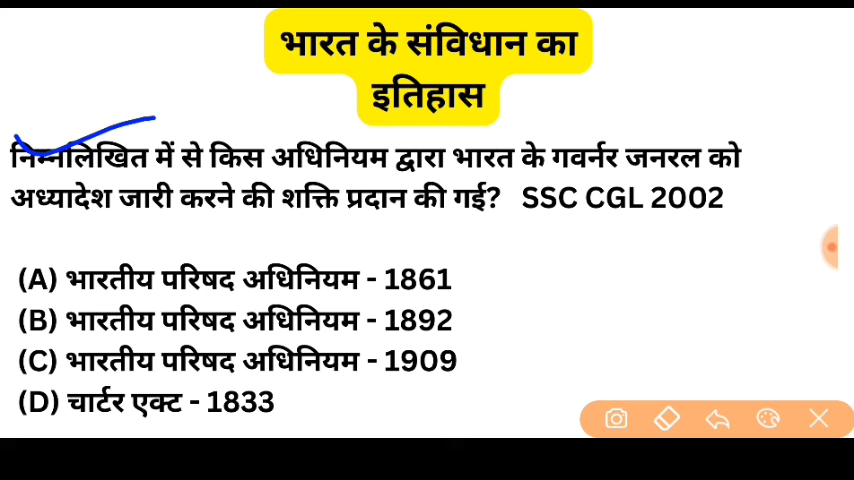 भारत के संविधान का
इतिहास
निम्नलिखित में से किस अधिनियम द्वारा भारत के गवर्नर जनरल को
अध्यादेश जारी करने की शक्ति प्रदान की गई? SSC CGL 2002
(A) भारतीय परिषद अधिनियम - 1861
(B) भारतीय परिषद अधिनियम - 1892
(C) भारतीय परिषद अधिनियम - 1909
(D) चार्टर एक्ट - 1833